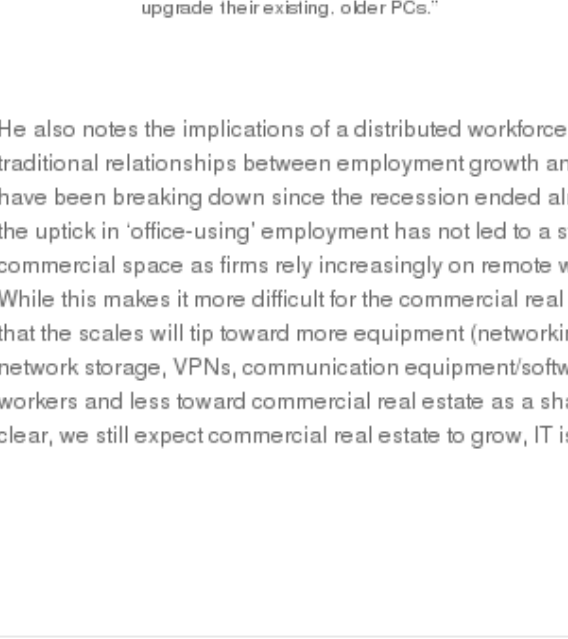 upgrade their existing, older PCs."
He also notes the implications of a distributed workforce
traditional relationships between employment growth an
have been breaking down since the recession ended al
the uptick in ‘office-using’ employment has not led to a s
commercial space as firms rely increasingly on remote w
While this makes it more difficult for the commercial real
that the scales will tip toward more equipment (networkin
network storage, VPNs, communication equipment/softw
workers and less toward commercial real estate as a sha
clear, we still expect commercial real estate to grow, IT is